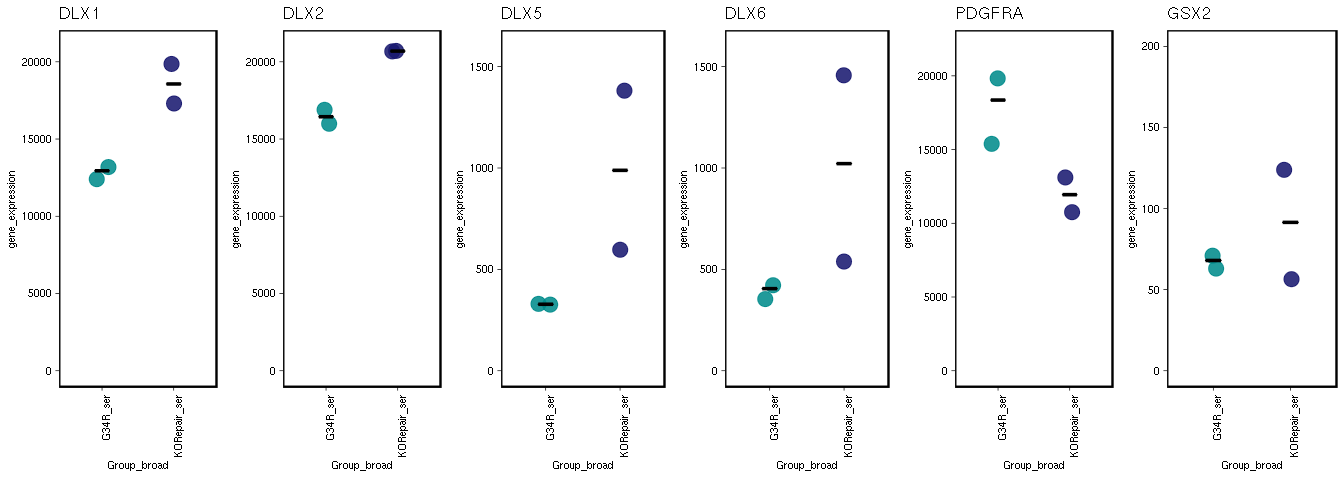 DLX1
20000
15000
10000
5000
0
gene_expression
G34R_ser
KORepair_ser
Group_broad
DLX2
20000
15000
10000
5000
0
gene_expression
G34R_ser
KORepair_ser
Group_broad
DLX5
1500
1000
500
0
gene_expression
G34R_ser
KORepair_ser
Group_broad
DLX6
1500
1000
500
0
gene_expression
G34R_ser
KORepair_ser
Group_broad
PDGFRA
20000
15000
10000
5000
0
gene_expression
G34R_ser
KORepair_ser
Group_broad
GSX2
200
150
100
50
0
gene_expression
G34R_ser
KORepair_ser
Group_broad